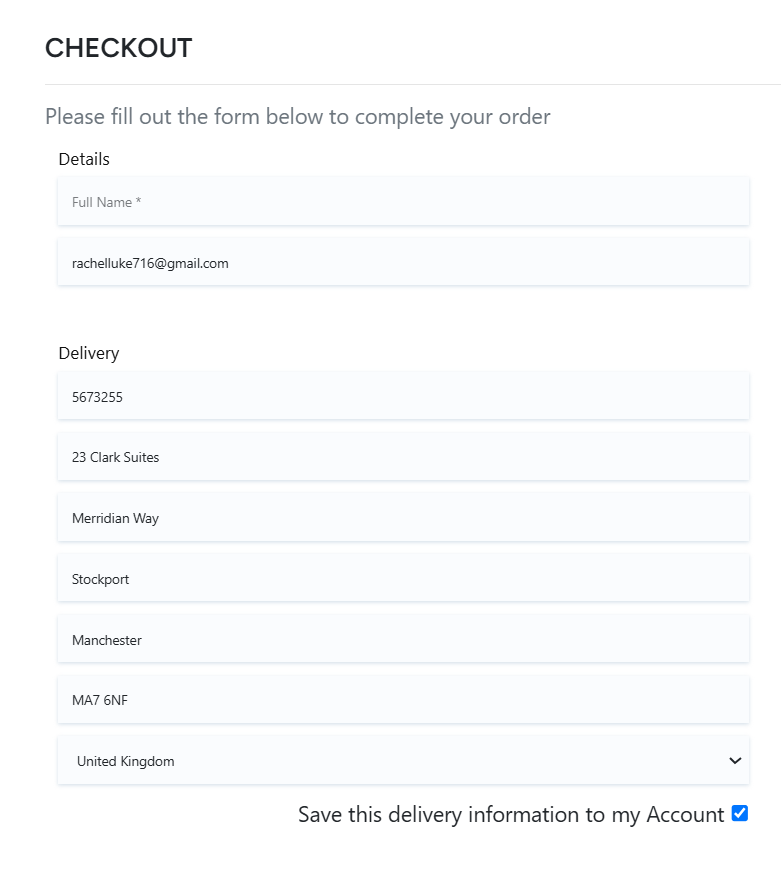 CHECKOUT
Please fill out the form below to complete your order
Details
Full Name *
rachelluke716@gmail.com
Delivery
5673255
23 Clark Suites
Merridian Way
Stockport
Manchester
MA7 6NF
United Kingdom
Save this delivery information to my Account